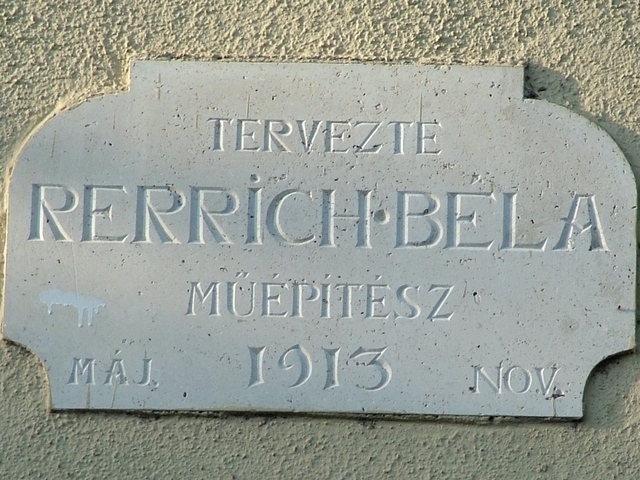 TERVEZTE
RERRICH·BÉLA
MŰÉPÍTÉSZ
MÁJ. 1913 NOV.